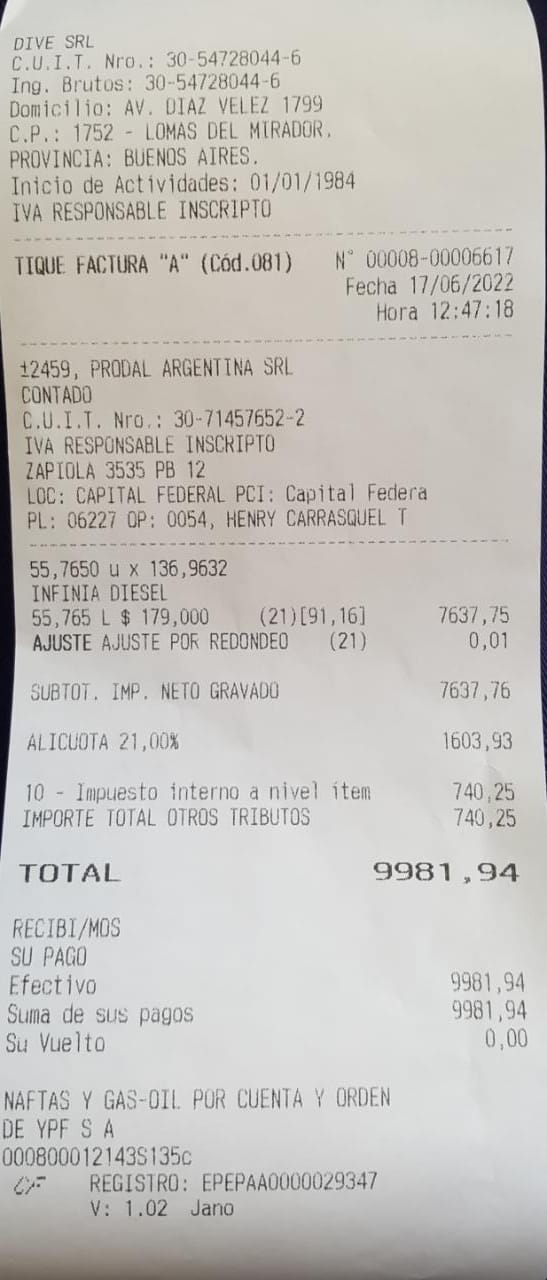 DIVE SRL
C.U.I.T. Nro.: 30-54728044-6
Ing. Brutos: 30-54728044-6
Domicilio: AV. DIAZ VELEZ 1799
C.P.: 1752 - LOMAS DEL MIRADOR.
PROVINCIA: BUENOS AIRES.
Inicio de Actividades: 01/01/1984
IVA RESPONSABLE INSCRIPTO
TIQUE FACTURA "A" (Cód.081) N° 00008-00006617
Fecha 17/06/2022
Hora 12:47:18
±2459, PRODAL ARGENTINA SRL
CONTADO
C.U.I.T. Nro.: 30-71457652-2
IVA RESPONSABLE INSCRIPTO
ZAPIOLA 3535 PB 12
LOC: CAPITAL FEDERAL PCI: Capital Federa
PL: 06227 OP: 0054, HENRY CARRASQUEL T
55,7650 u x 136,9632
INFINIA DIESEL
55,765 L $ 179,000 (21)[91,16] 7637,75
AJUSTE AJUSTE POR REDONDEO (21) 0,01
SUBTOT. IMP. NETO GRAVADO 7637,76
ALICUOTA 21,00% 1603,93
10 - Impuesto interno a nivel ítem 740,25
IMPORTE TOTAL OTROS TRIBUTOS 740,25
TOTAL 9981,94
RECIBI/MOS
SU PAGO
Efectivo 9981,94
Suma de sus pagos 9981,94
Su Vuelto 0,00
NAFTAS Y GAS-OIL POR CUENTA Y ORDEN
DE YPF S A
000800012143S135c
CF REGISTRO: EPEPAA0000029347
V: 1.02 Jano